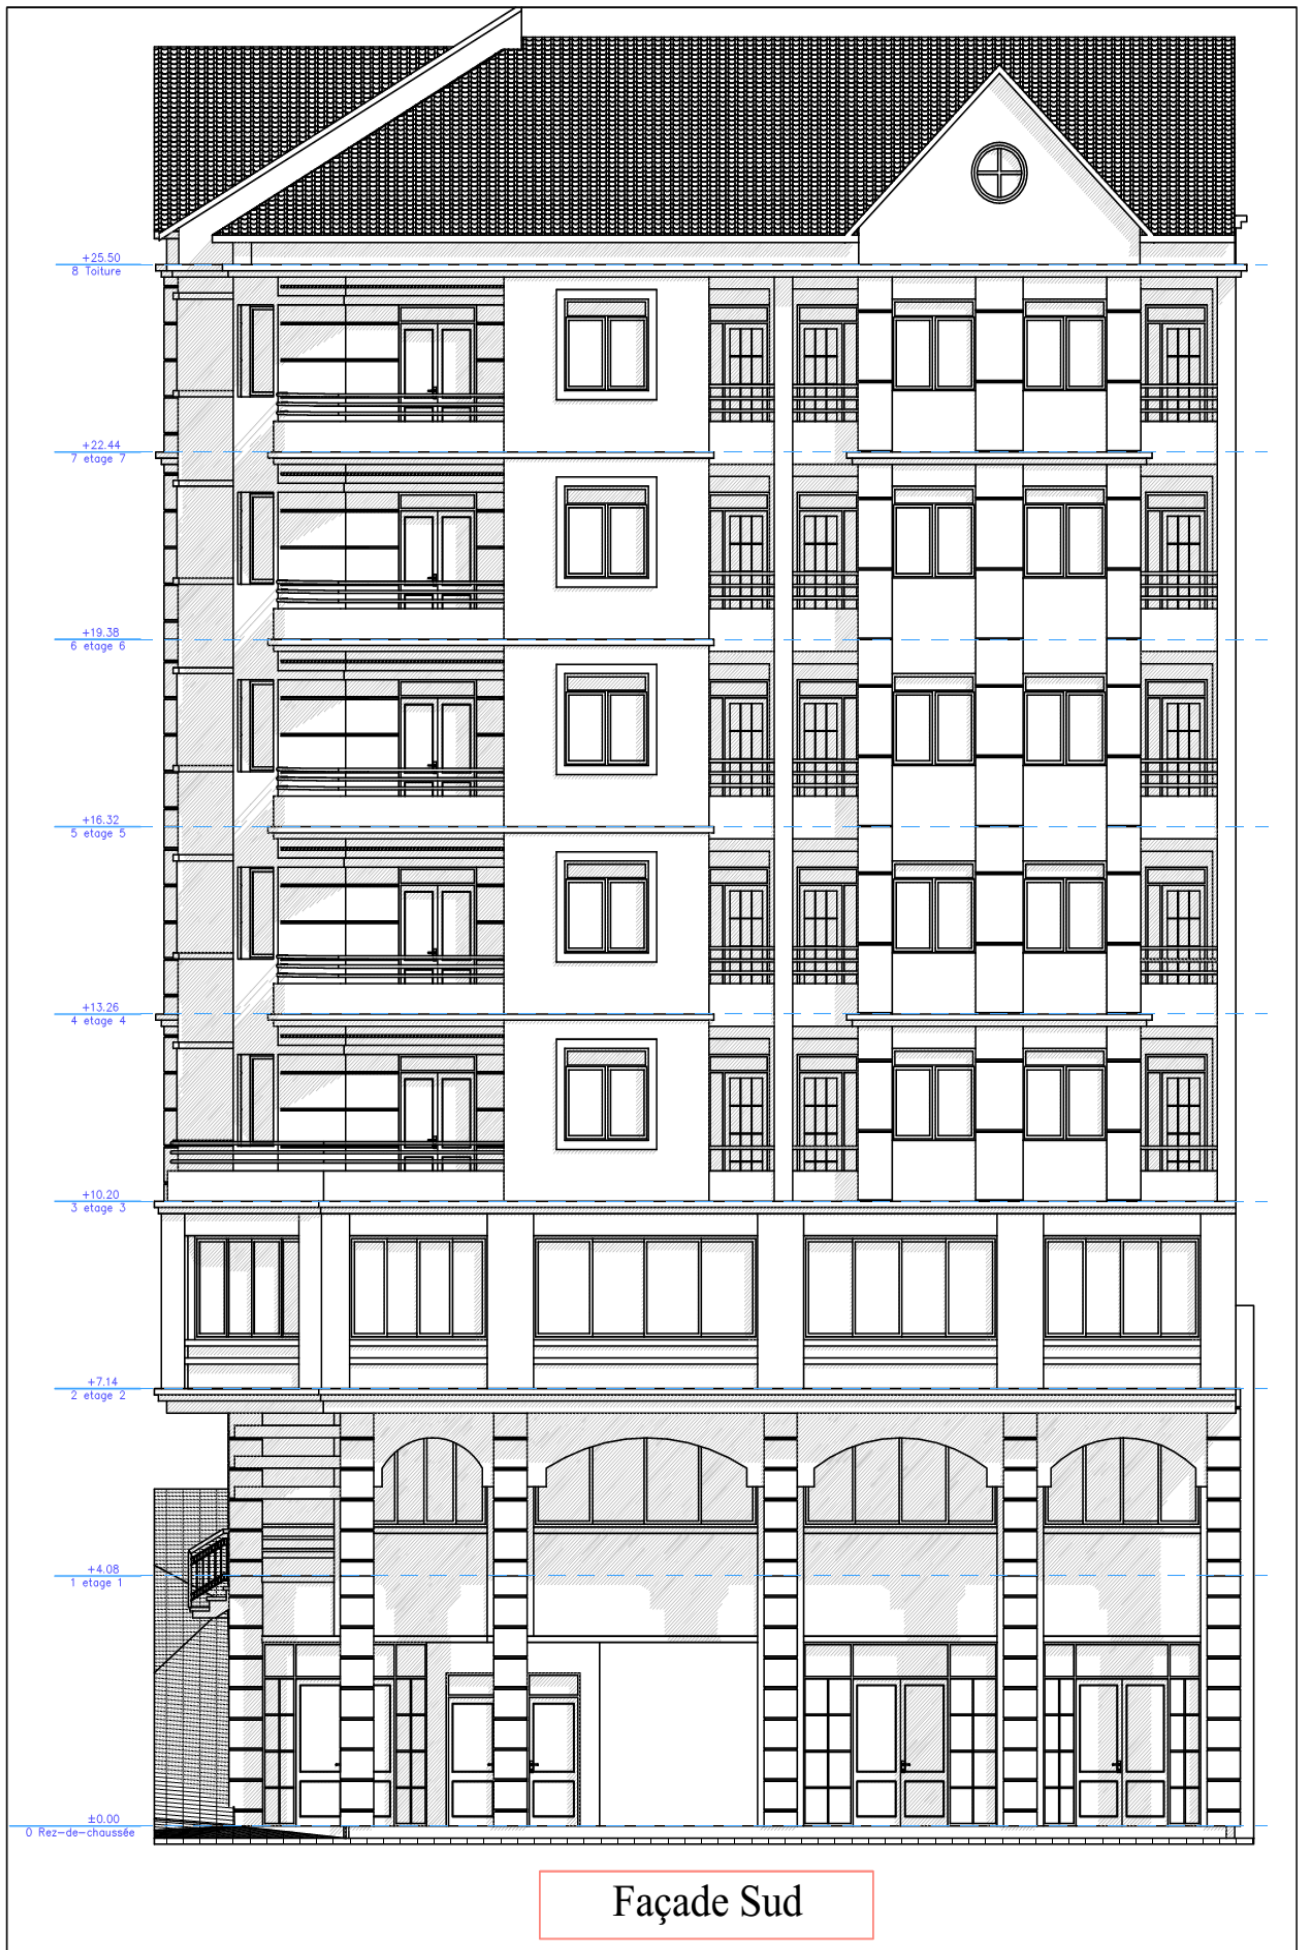 +25.50
8 Toiture
+22.44
7 etage 7
+19.38
6 etage 6
+16.32
5 etage 5
+13.26
4 etage 4
+10.20
3 etage 3
+7.14
2 etage 2
+4.08
1 etage 1
±0.00
0 Rez-de-chaussée
Façade Sud